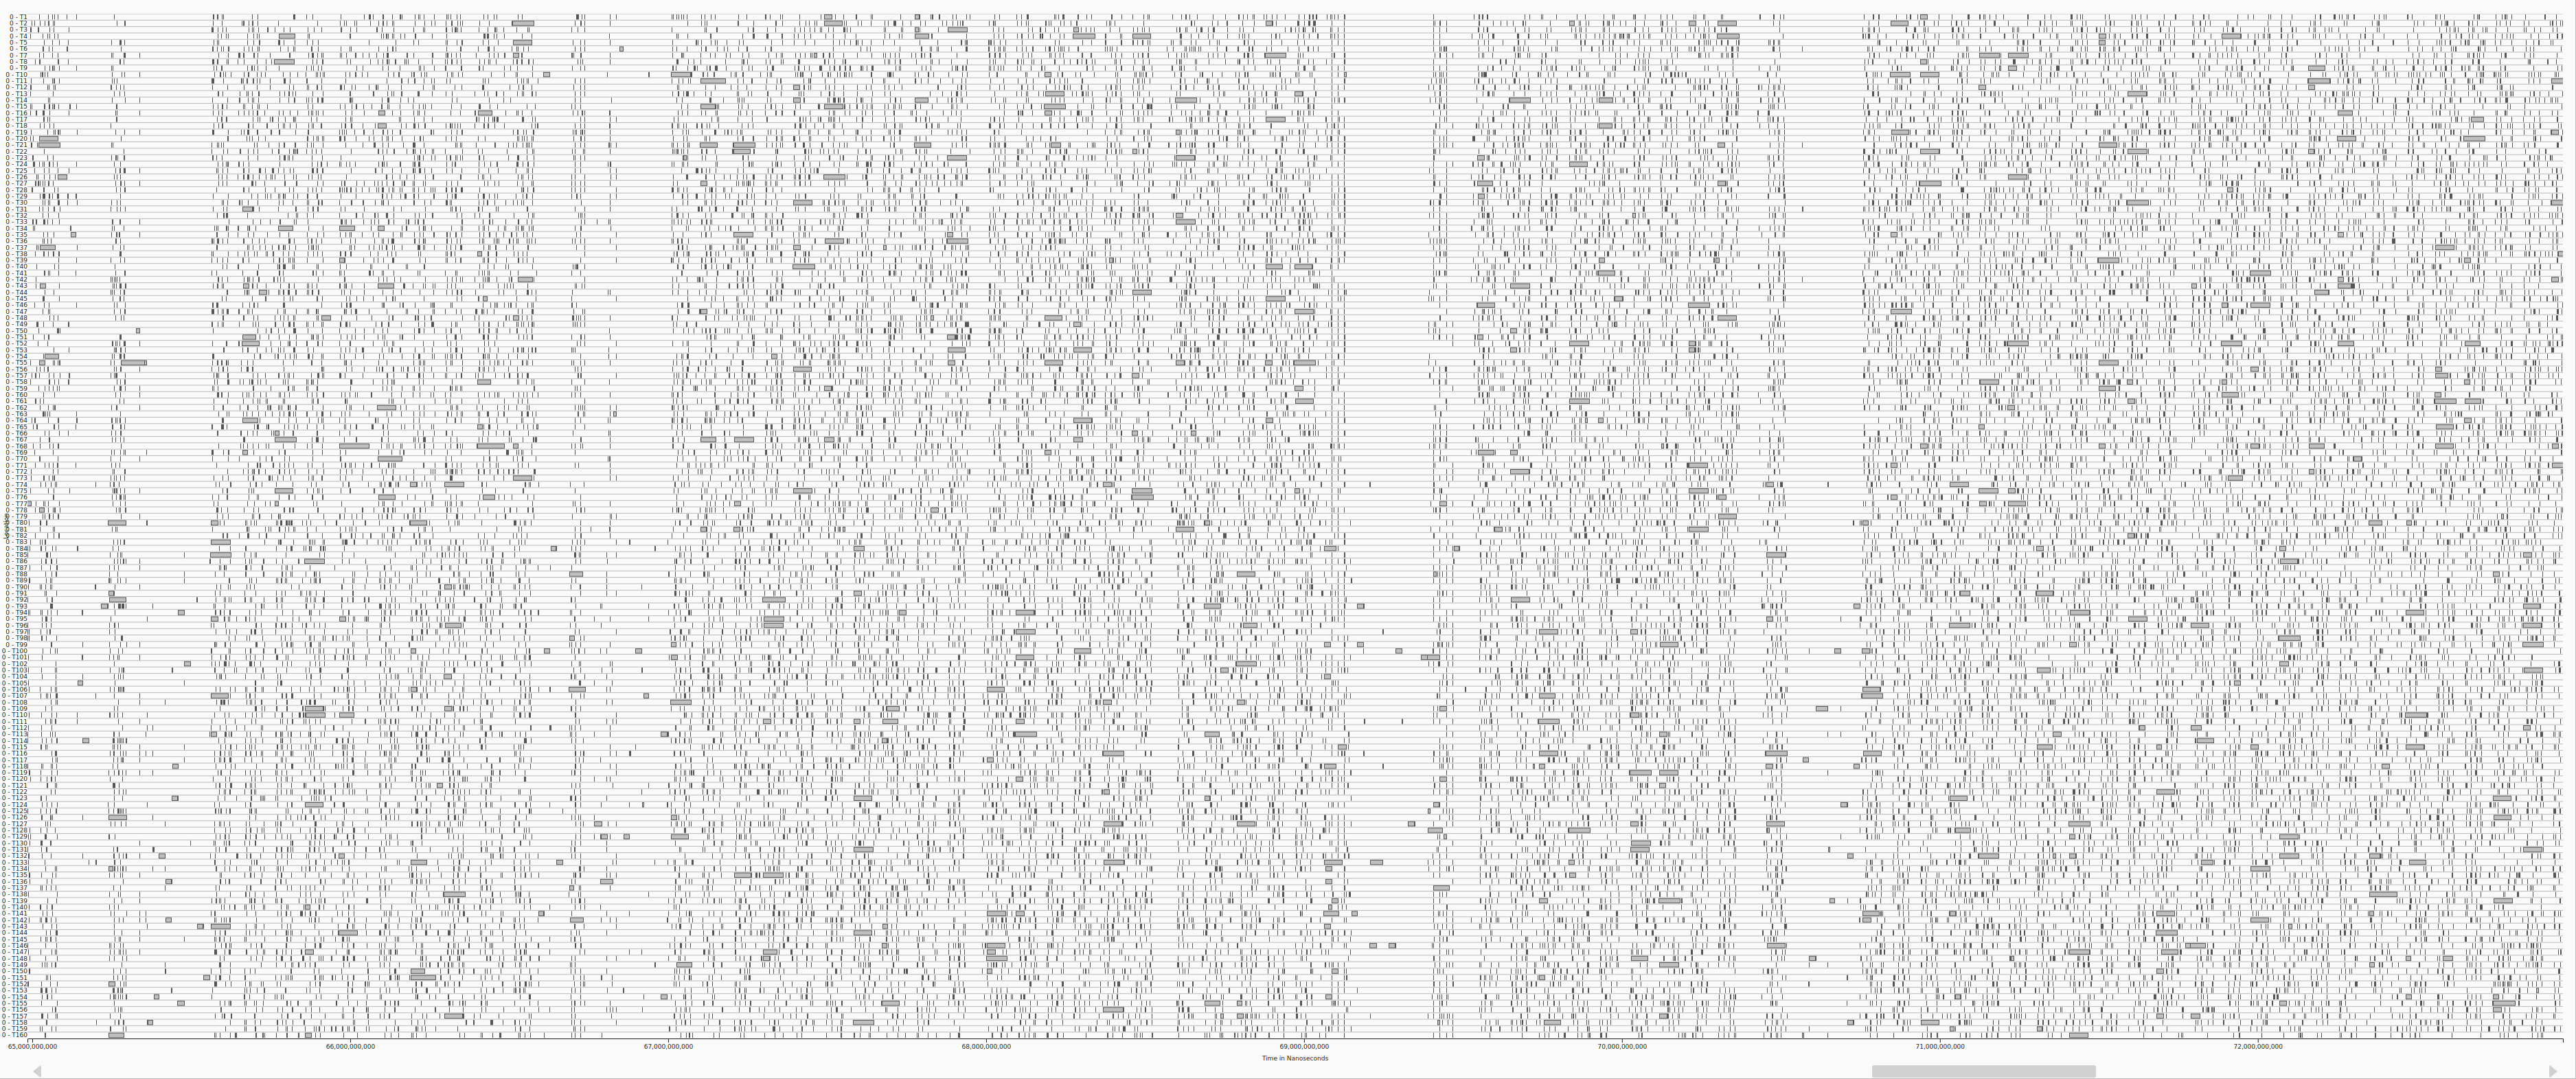 0 - T1
0 - T2
0 - T3
0 - T4
0 - T5
0 - T6
0 - T7
0 - T8
0 - T9
0 - T10
0 - T11
0 - T12
0 - T13
0 - T14
0 - T15
0 - T16
0 - T17
0 - T18
0 - T19
0 - T20
0 - T21
0 - T22
0 - T23
0 - T24
0 - T25
0 - T26
0 - T27
0 - T28
0 - T29
0 - T30
0 - T31
0 - T32
0 - T33
0 - T34
0 - T35
0 - T36
0 - T37
0 - T38
0 - T39
0 - T40
0 - T41
0 - T42
0 - T43
0 - T44
0 - T45
0 - T46
0 - T47
0 - T48
0 - T49
0 - T50
0 - T51
0 - T52
0 - T53
0 - T54
0 - T55
0 - T56
0 - T57
0 - T58
0 - T59
0 - T60
0 - T61
0 - T62
0 - T63
0 - T64
0 - T65
0 - T66
0 - T67
0 - T68
0 - T69
0 - T70
0 - T71
0 - T72
0 - T73
0 - T74
0 - T75
0 - T76
0 - T77
0 - T78
0 - T79
0 - T80
0 - T81
0 - T82
0 - T83
0 - T84
0 - T85
0 - T86
0 - T87
0 - T88
0 - T89
0 - T90
0 - T91
0 - T92
0 - T93
0 - T94
0 - T95
0 - T96
0 - T97
0 - T98
0 - T99
0 - T100
0 - T101
0 - T102
0 - T103
0 - T104
0 - T105
0 - T106
0 - T107
0 - T108
0 - T109
0 - T110
0 - T111
0 - T112
0 - T113
0 - T114
0 - T115
0 - T116
0 - T117
0 - T118
0 - T119
0 - T120
0 - T121
0 - T122
0 - T123
0 - T124
0 - T125
0 - T126
0 - T127
0 - T128
0 - T129
0 - T130
0 - T131
0 - T132
0 - T133
0 - T134
0 - T135
0 - T136
0 - T137
0 - T138
0 - T139
0 - T140
0 - T141
0 - T142
0 - T143
0 - T144
0 - T145
0 - T146
0 - T147
0 - T148
0 - T149
0 - T150
0 - T151
0 - T152
0 - T153
0 - T154
0 - T155
0 - T156
0 - T157
0 - T158
0 - T159
0 - T160
65,000,000,000 66,000,000,000 67,000,000,000 68,000,000,000 69,000,000,000 70,000,000,000 71,000,000,000 72,000,000,000
Time in Nanoseconds